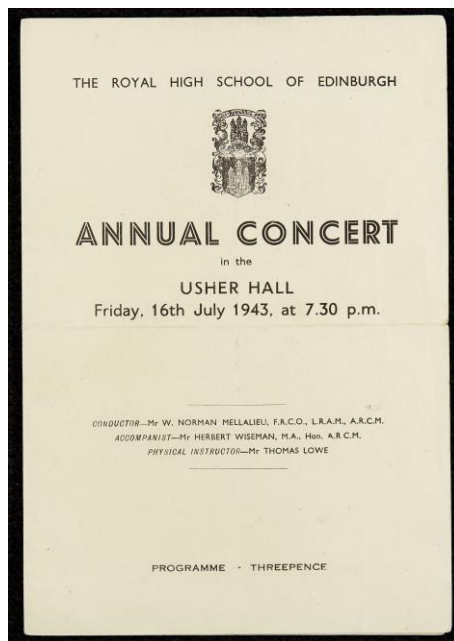 THE ROYAL HIGH SCHOOL OF EDINBURGH
ANNUAL CONCERT
in the
USHER HALL
Friday, 16th July 1943, at 7.30 p.m.
CONDUCTOR—Mr W. NORMAN MELLALIEU, F.R.C.O., L.R.A.M., A.R.C.M.
ACCOMPANIST—Mr HERBERT WISEMAN, M.A., Hon. A.R.C.M.
PHYSICAL INSTRUCTOR—Mr THOMAS LOWE
PROGRAMME - THREEPENCE